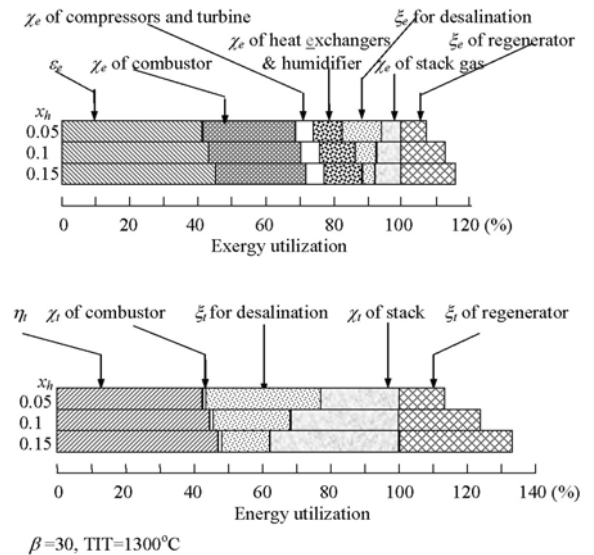 χe of compressors and turbine
ξe for desalination
χe of heat exchangers & humidifier
ξe of regenerator
εe
χe of combustor
χe of stack gas
xh
0.05
0.1
0.15
0 20 40 60 80 100 120 (%)
Exergy utilization
ηt
χt of combustor
ξt for desalination
χt of stack
ξt of regenerator
xh
0.05
0.1
0.15
0 20 40 60 80 100 120 140 (%)
Energy utilization
β =30, TIT=1300°C